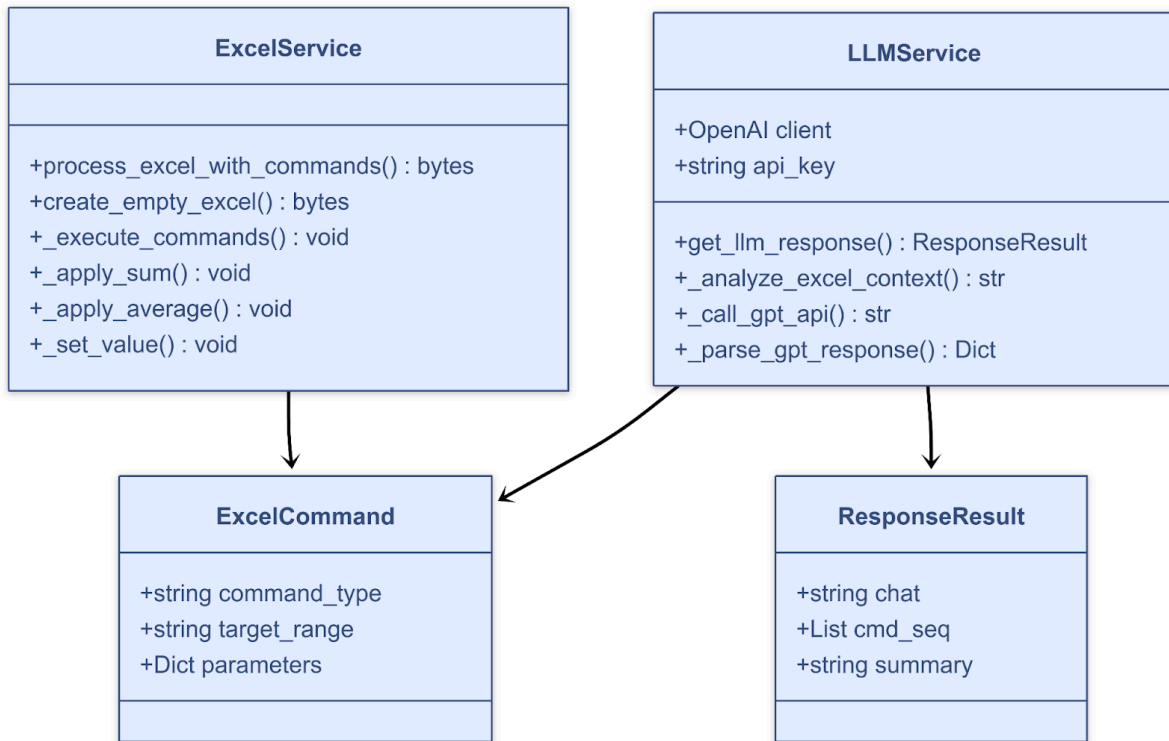 ExcelService
+process_excel_with_commands() : bytes
+create_empty_excel() : bytes
+_execute_commands() : void
+_apply_sum() : void
+_apply_average() : void
+_set_value() : void
LLMService
+OpenAI client
+string api_key
+get_llm_response() : ResponseResult
+_analyze_excel_context() : str
+_call_gpt_api() : str
+_parse_gpt_response() : Dict
ExcelCommand
+string command_type
+string target_range
+Dict parameters
ResponseResult
+string chat
+List cmd_seq
+string summary